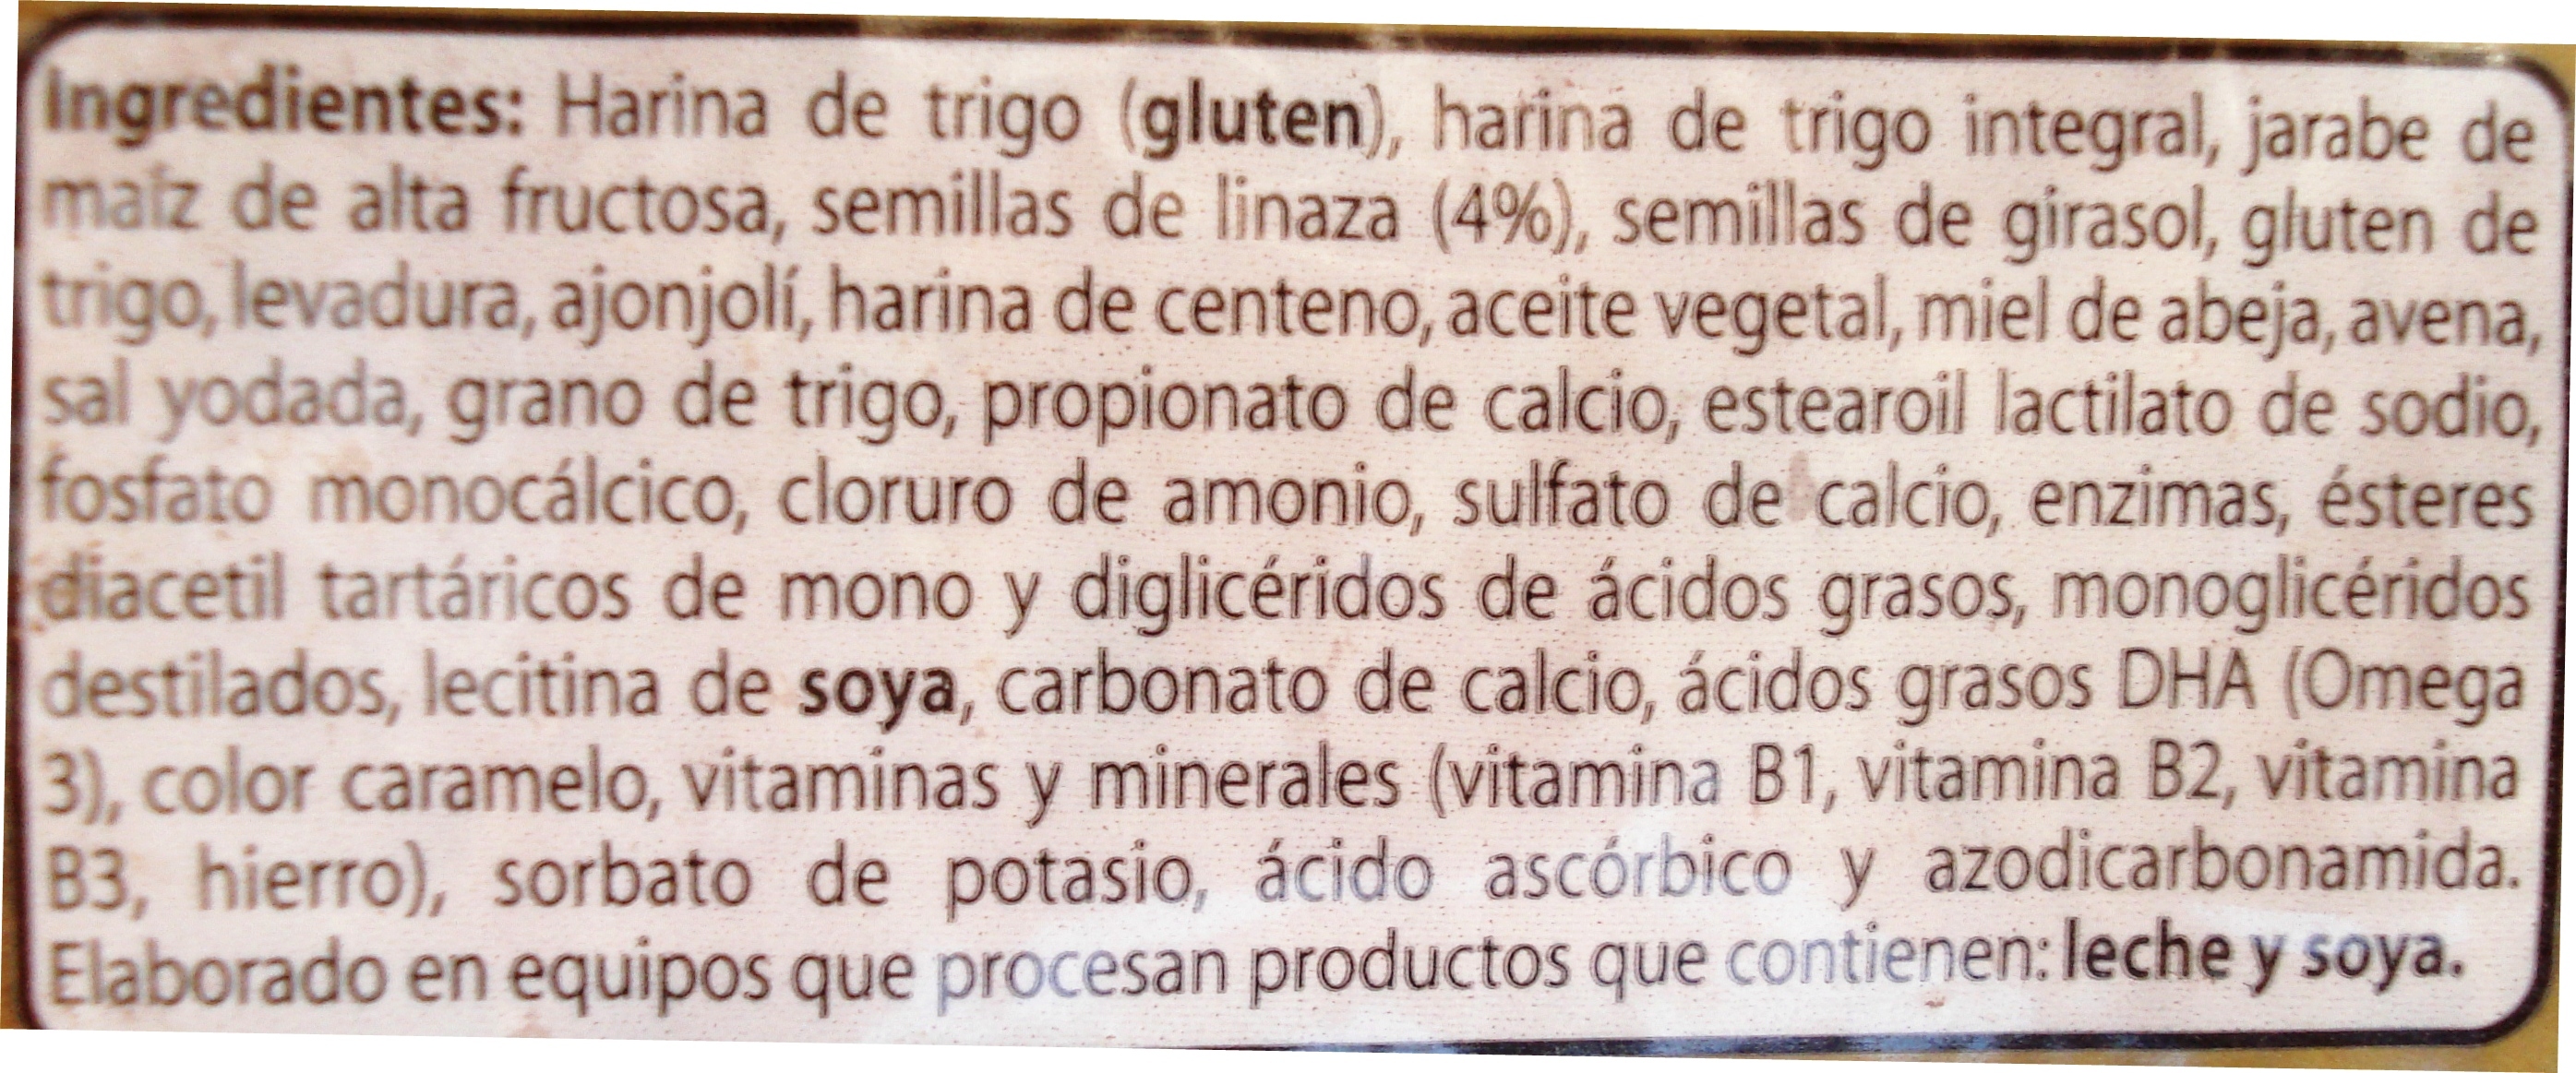 Ingredientes: Harina de trigo (gluten), harina de trigo integral, jarabe de
maíz de alta fructosa, semillas de linaza (4%), semillas de girasol, gluten de
trigo, levadura, ajonjolí, harina de centeno, aceite vegetal, miel de abeja, avena,
sal yodada, grano de trigo, propionato de calcio, estearoil lactilato de sodio,
fosfato monocálcico, cloruro de amonio, sulfato de calcio, enzimas, ésteres
diacetil tartáricos de mono y diglicéridos de ácidos grasos, monoglicéridos
destilados, lecitina de soya, carbonato de calcio, ácidos grasos DHA (Omega
3), color caramelo, vitaminas y minerales (vitamina B1, vitamina B2, vitamina
B3, hierro), sorbato de potasio, ácido ascórbico y azodicarbonamida.
Elaborado en equipos que procesan productos que contienen: leche y soya.